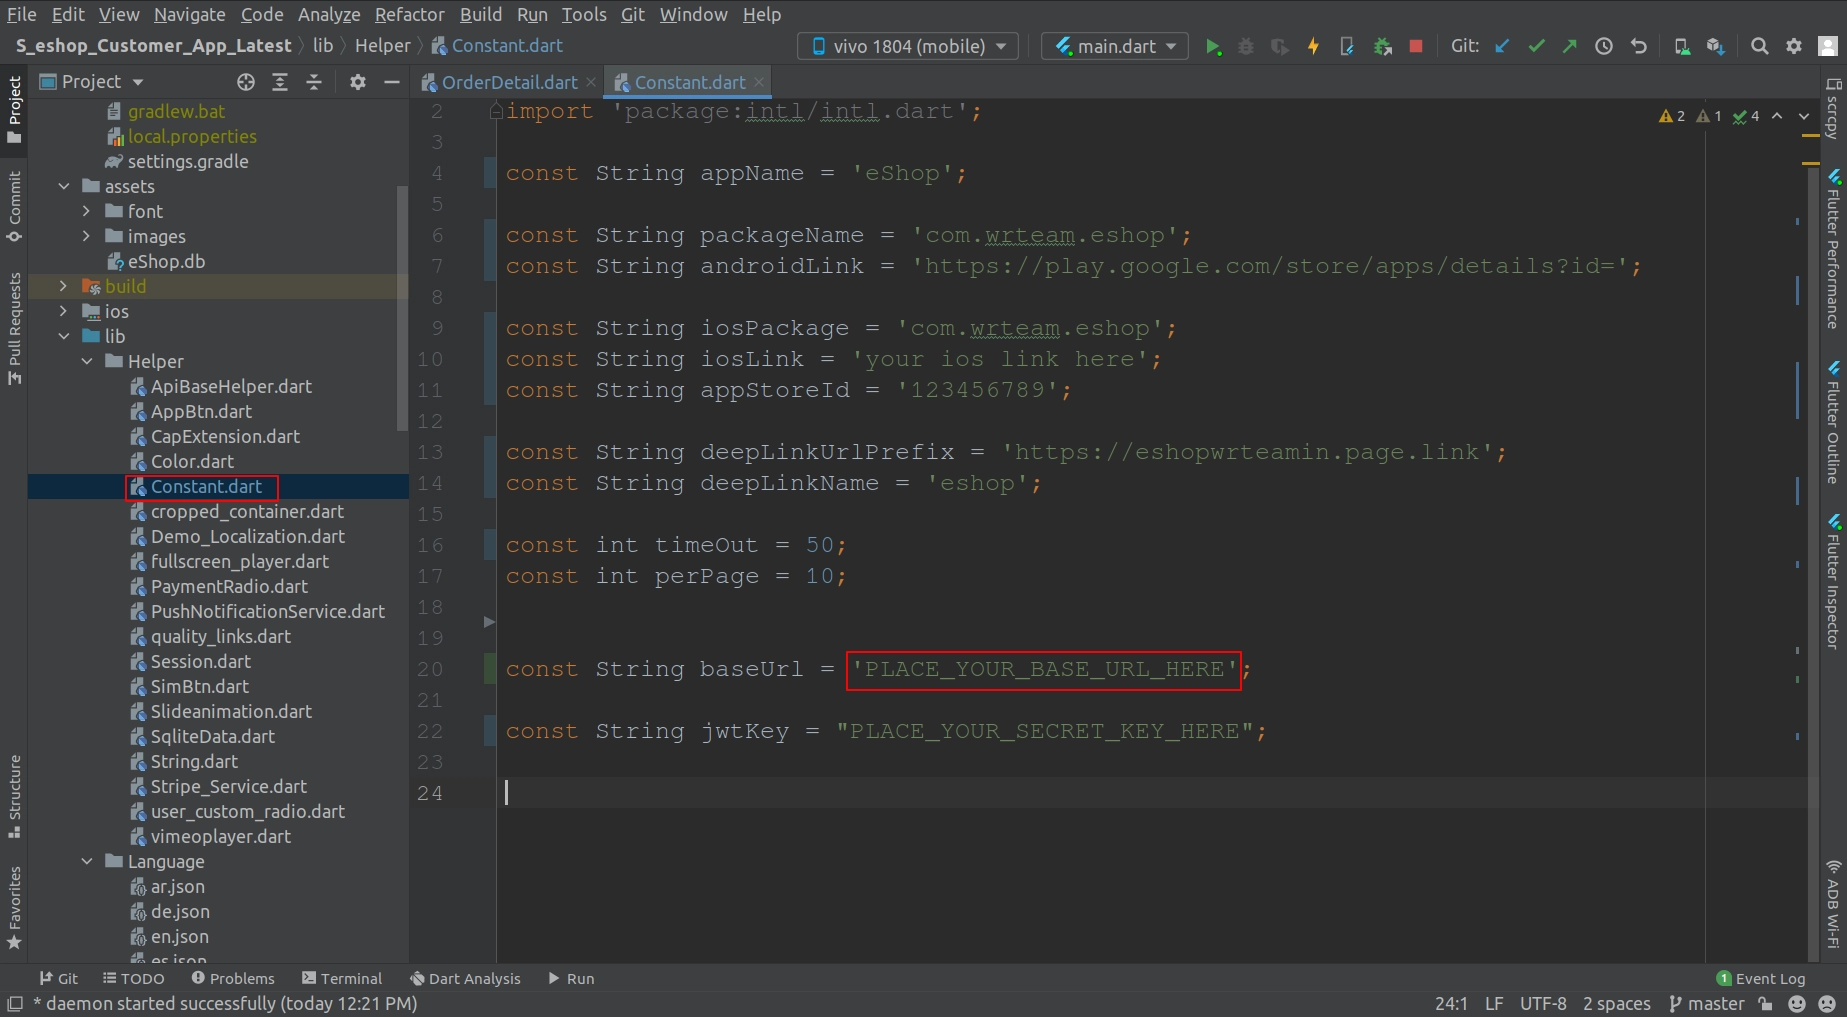 File Edit View Navigate Code Analyze Refactor Build Run Tools Git Window Help
S_eshop_Customer_App_Latest lib Helper Constant.dart
vivo 1804 (mobile) main.dart Git:
Project
OrderDetail.dart Constant.dart
Project
Commit
Pull Requests
Structure
Favorites
gradlew.bat
local.properties
settings.gradle
assets
font
images
eShop.db
build
ios
lib
Helper
ApiBaseHelper.dart
AppBtn.dart
CapExtension.dart
Color.dart
Constant.dart
cropped_container.dart
Demo_Localization.dart
fullscreen_player.dart
PaymentRadio.dart
PushNotificationService.dart
quality_links.dart
Session.dart
SimBtn.dart
Slideanimation.dart
SqliteData.dart
String.dart
Stripe_Service.dart
user_custom_radio.dart
vimeoplayer.dart
Language
ar.json
de.json
en.json
es.json
2 import 'package:intl/intl.dart';
3
4 const String appName = 'eShop';
5
6 const String packageName = 'com.wrteam.eshop';
7 const String androidLink = 'https://play.google.com/store/apps/details?id=';
8
9 const String iosPackage = 'com.wrteam.eshop';
10 const String iosLink = 'your ios link here';
11 const String appStoreId = '123456789';
12
13 const String deepLinkUrlPrefix = 'https://eshopwrteamin.page.link';
14 const String deepLinkName = 'eshop';
15
16 const int timeOut = 50;
17 const int perPage = 10;
18
19
20 const String baseUrl = 'PLACE_YOUR_BASE_URL_HERE';
21
22 const String jwtKey = "PLACE_YOUR_SECRET_KEY_HERE";
23
24
2 1 4
scrcpy
Flutter Performance
Flutter Outline
Flutter Inspector
ADB Wi-Fi
Git TODO Problems Terminal Dart Analysis Run
1 Event Log
* daemon started successfully (today 12:21 PM)
24:1 LF UTF-8 2 spaces master